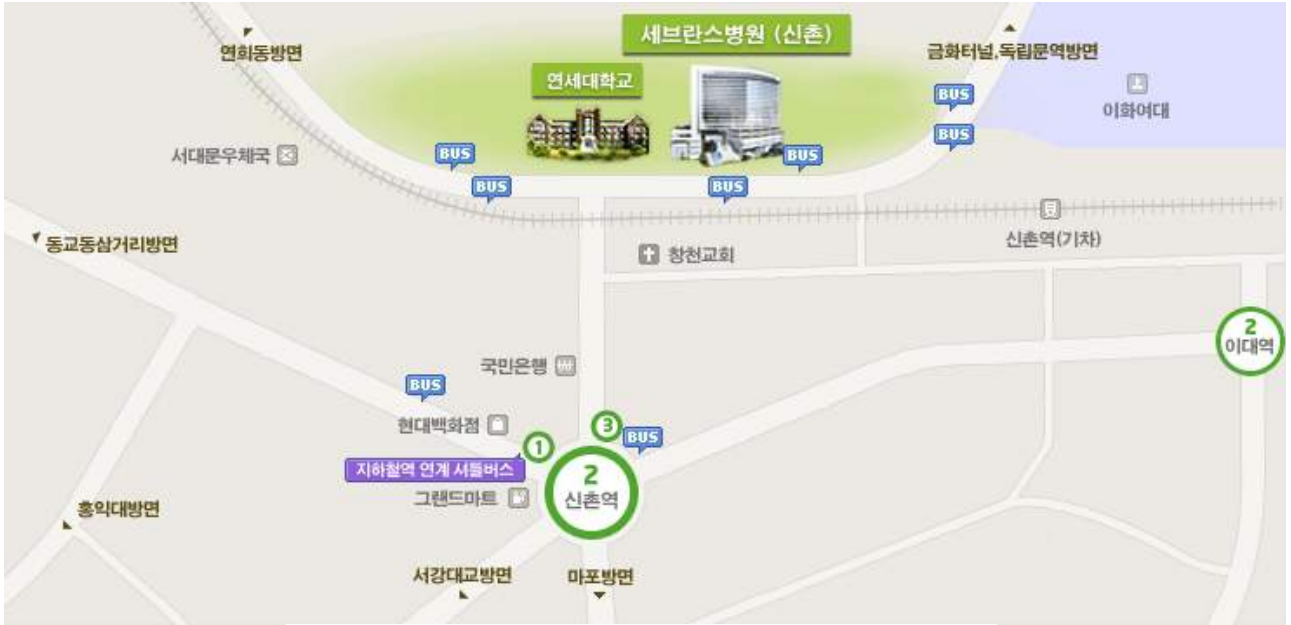 세브란스병원 (신촌)
연희동방면
금화터널,독립문역방면
연세대학교
BUS
이화여대
BUS
서대문우체국
BUS
BUS
BUS
BUS
동교동삼거리방면
창천교회
신촌역(기차)
2
이대역
국민은행
BUS
현대백화점
3
BUS
1
지하철역 연계 셔틀버스
2
신촌역
그랜드마트
홍익대방면
서강대교방면
마포방면